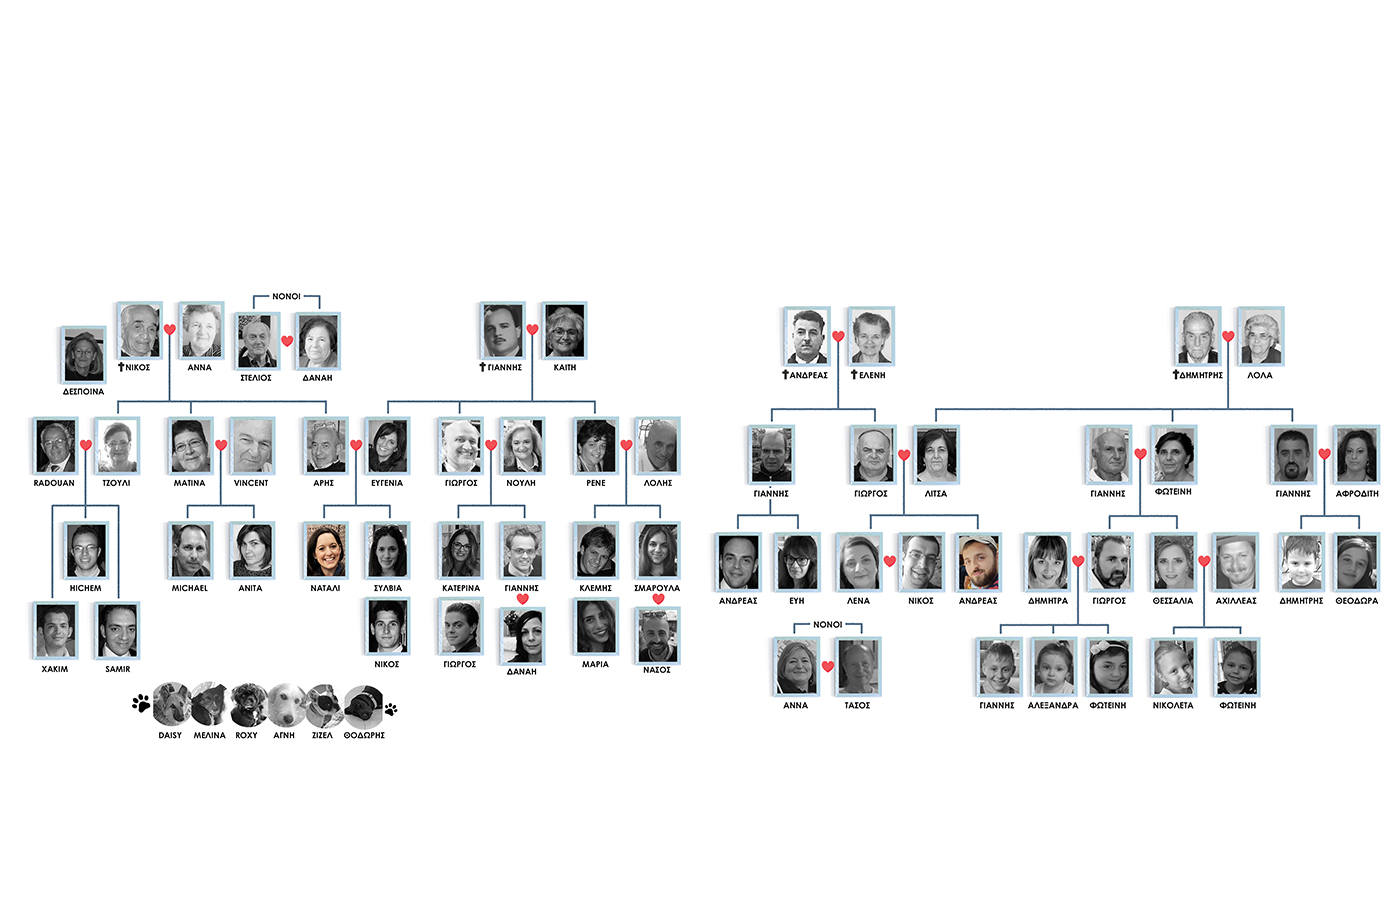 ΝΟΝΟΙ
ΝΙΚΟΣ ΑΝΝΑ
ΣΤΕΛΙΟΣ ΔΑΝΑΗ
ΔΕΣΠΟΙΝΑ
ΓΙΑΝΝΗΣ ΚΑΙΤΗ
RADOUAN ΤΖΟΥΛΙ ΜΑΤΙΝΑ VINCENT ΑΡΗΣ ΕΥΓΕΝΙΑ ΓΙΩΡΓΟΣ ΝΟΥΛΗ ΡΕΝΕ ΛΟΛΗΣ
HICHEM MICHAEL ΑΝΙΤΑ ΝΑΤΑΛΙ ΣΥΛΒΙΑ ΚΑΤΕΡΙΝΑ ΓΙΑΝΝΗΣ ΚΛΕΜΗΣ ΣΜΑΡΟΥΛΑ
ΧΑΚΙΜ SAMIR ΝΙΚΟΣ ΓΙΩΡΓΟΣ ΔΑΝΑΗ ΜΑΡΙΑ ΝΑΣΟΣ
DAISY ΜΕΛΙΝΑ ROXY ΑΓΝΗ ΖΙΖΕΛ ΘΟΔΩΡΗΣ
ΑΝΔΡΕΑΣ ΕΛΕΝΗ ΔΗΜΗΤΡΗΣ ΛΟΛΑ
ΓΙΑΝΝΗΣ ΓΙΩΡΓΟΣ ΛΙΤΣΑ ΓΙΑΝΝΗΣ ΦΩΤΕΙΝΗ ΓΙΑΝΝΗΣ ΑΦΡΟΔΙΤΗ
ΑΝΔΡΕΑΣ ΕΥΗ ΛΕΝΑ ΝΙΚΟΣ ΑΝΔΡΕΑΣ ΔΗΜΗΤΡΑ ΓΙΩΡΓΟΣ ΘΕΣΣΑΛΙΑ ΑΧΙΛΛΕΑΣ ΔΗΜΗΤΡΗΣ ΘΕΟΔΩΡΑ
ΝΟΝΟΙ
ΑΝΝΑ ΤΑΣΟΣ ΓΙΑΝΝΗΣ ΑΛΕΞΑΝΔΡΑ ΦΩΤΕΙΝΗ ΝΙΚΟΛΕΤΑ ΦΩΤΕΙΝΗ